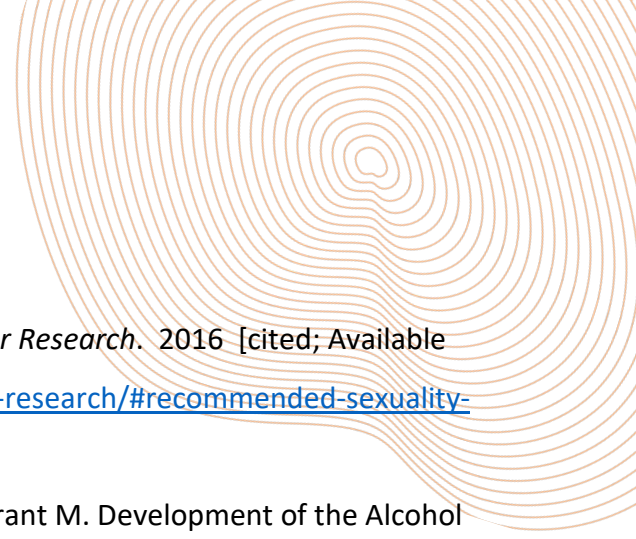 r Research. 2016 [cited; Available
-research/#recommended-sexuality-
rant M. Development of the Alcohol